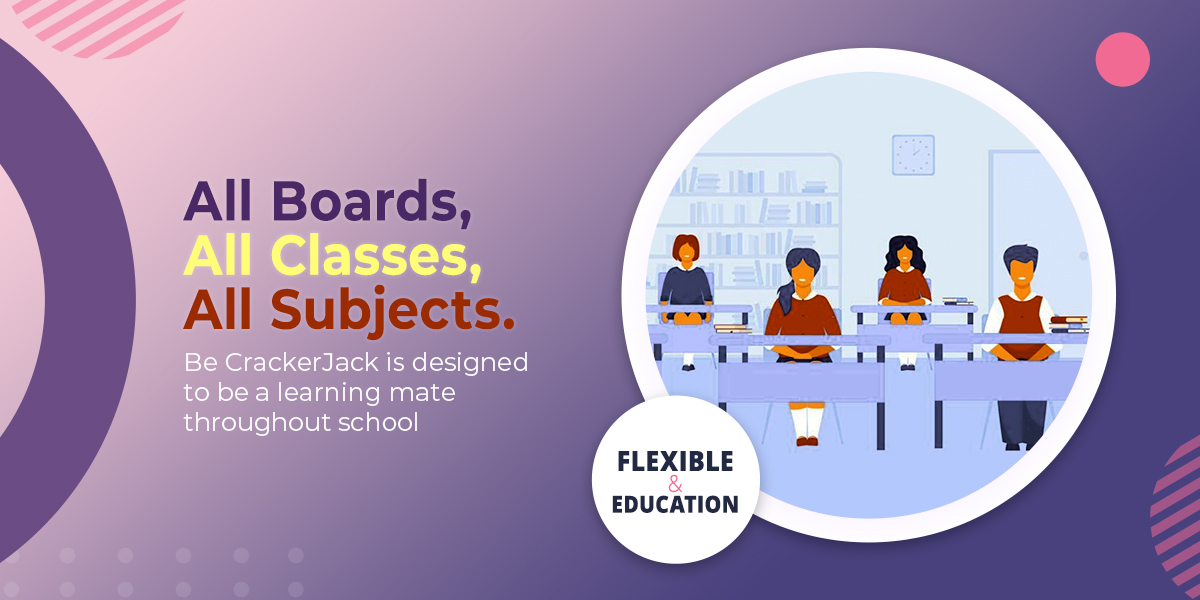 All Boards,
All Classes,
All Subjects.
Be CrackerJack is designed
to be a learning mate
throughout school
FLEXIBLE
&
EDUCATION